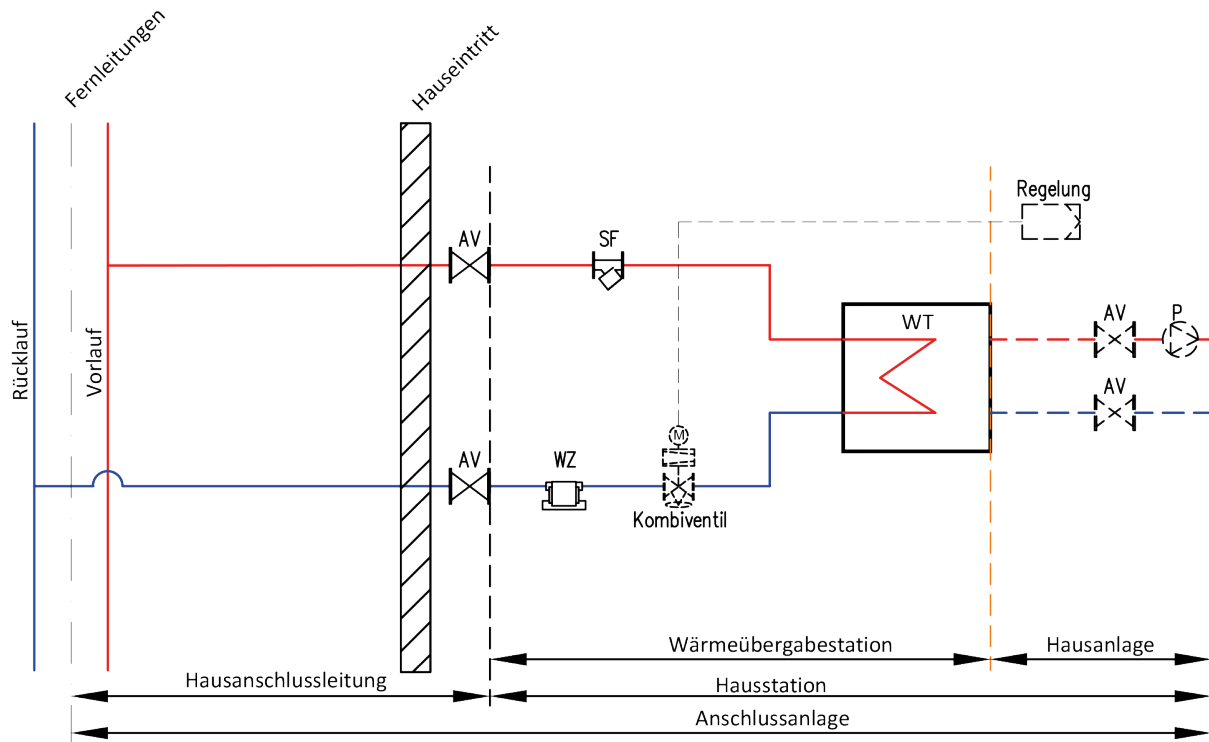 Fernleitungen
Hauseintritt
Regelung
AV
SF
AV
P
WT
Rücklauf
Vorlauf
AV
M
AV
WZ
Kombiventil
Wärmeübergabestation
Hausanlage
Hausanschlussleitung
Hausstation
Anschlussanlage